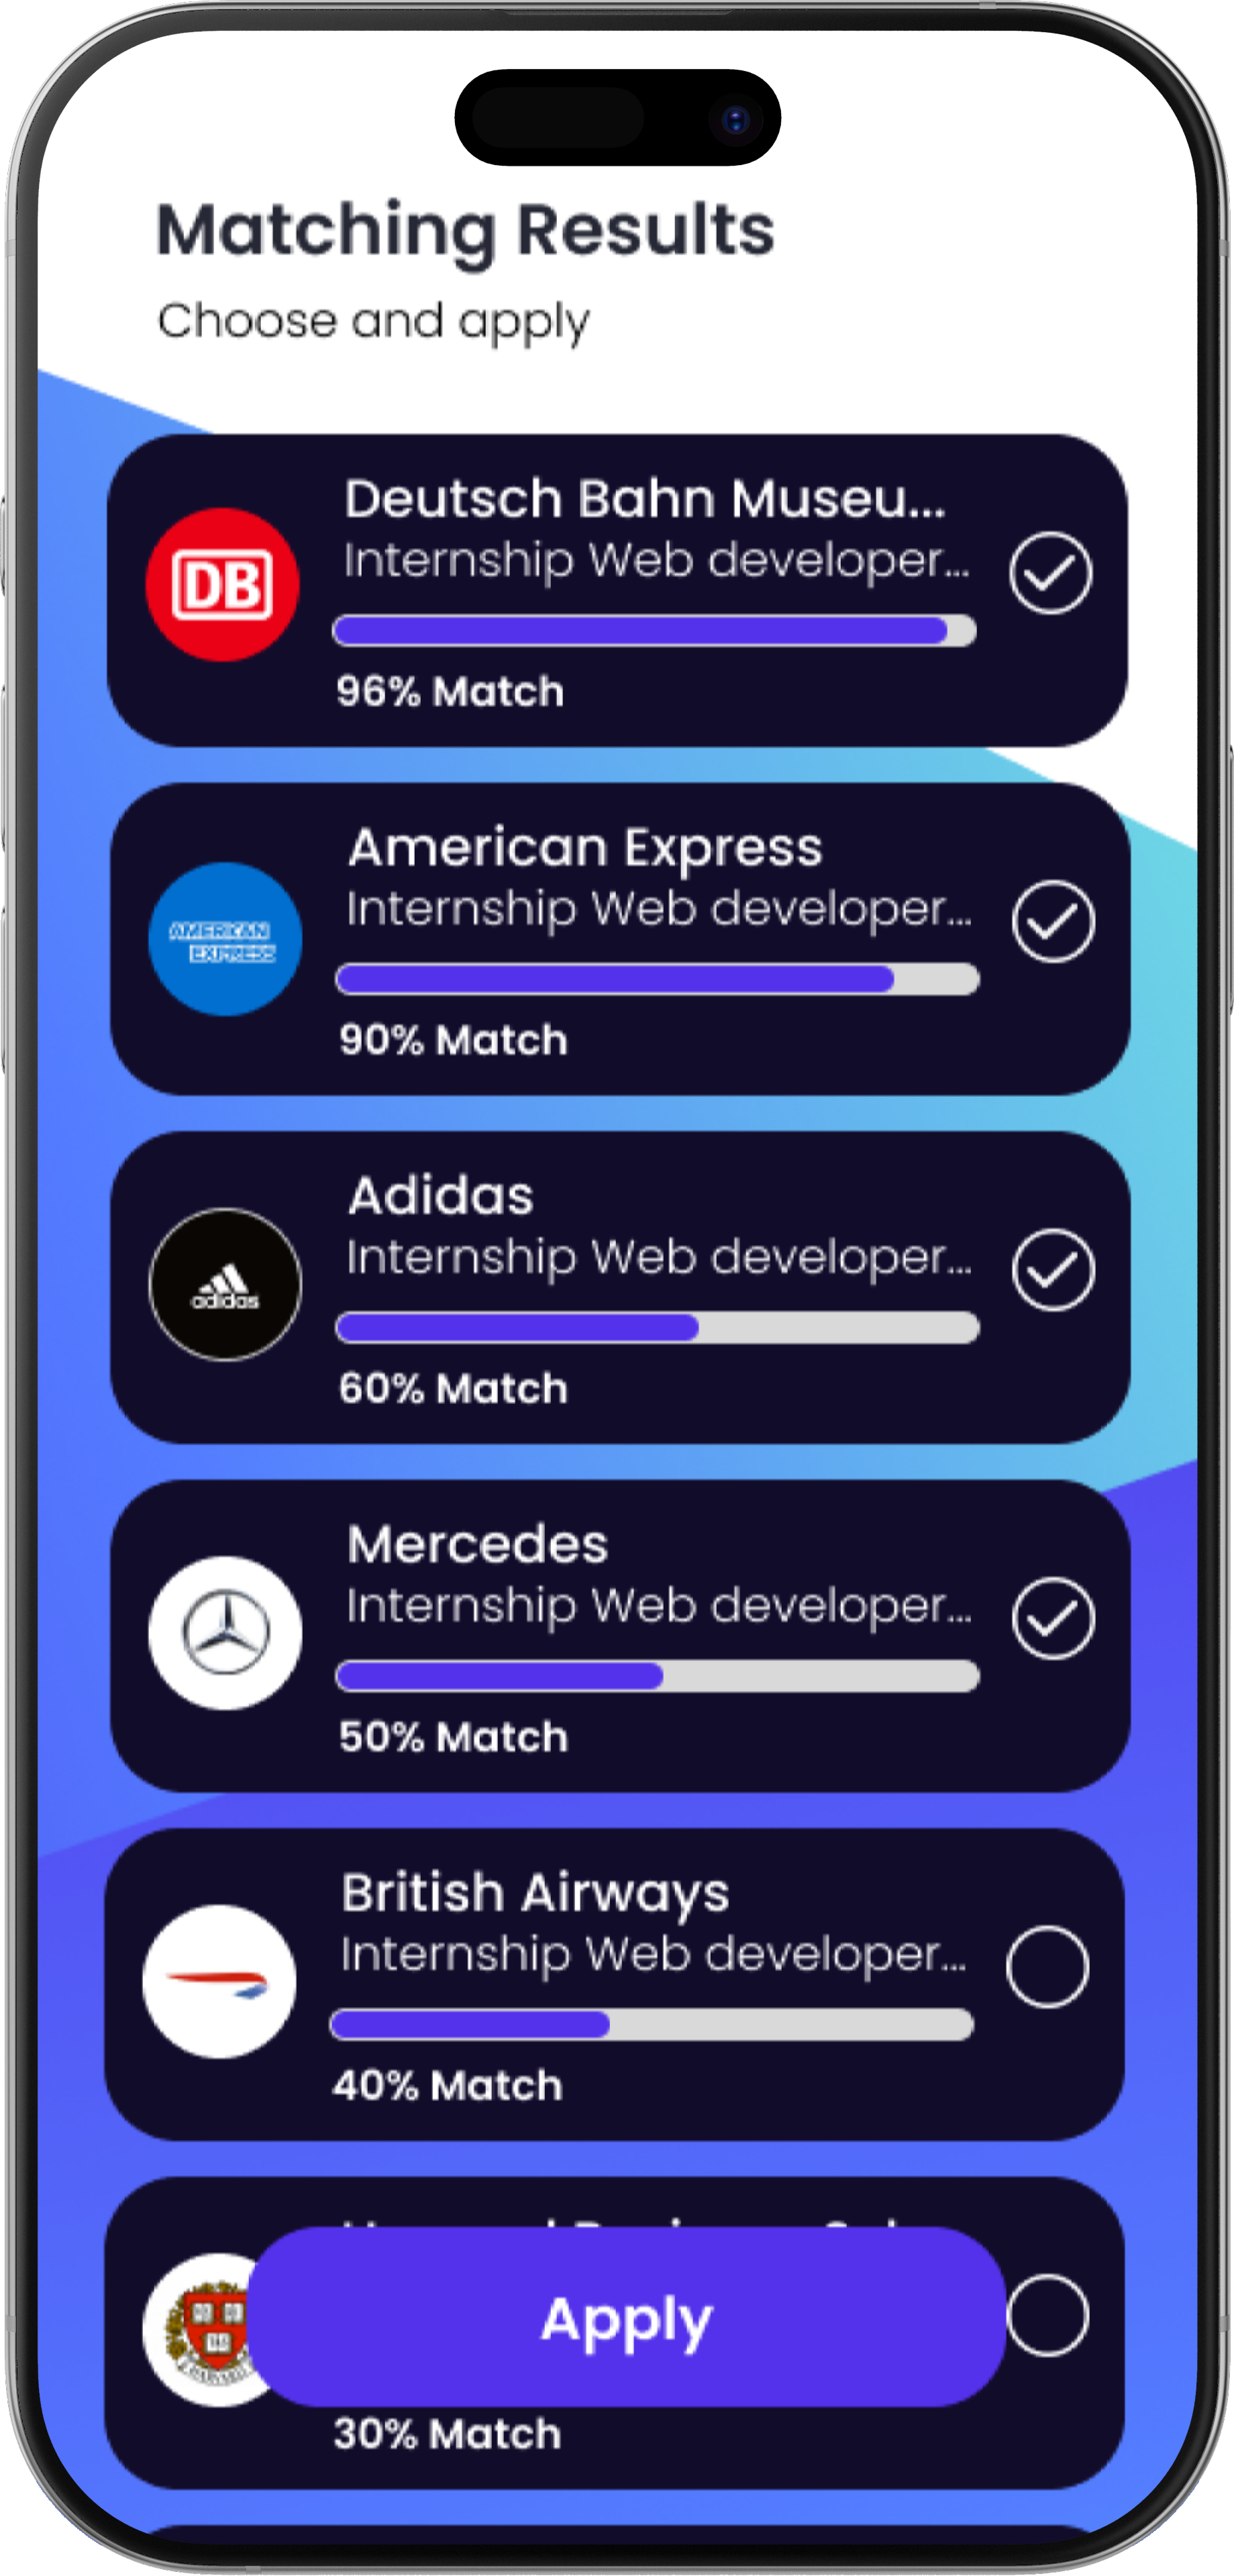 Matching Results
Choose and apply
Deutsch Bahn Museu...
Internship Web developer...
DB
96% Match
American Express
Internship Web developer...
AMERICAN
EXPRESS
90% Match
Adidas
Internship Web developer...
adidas
60% Match
Mercedes
Internship Web developer...
50% Match
British Airways
Internship Web developer...
40% Match
Apply
30% Match